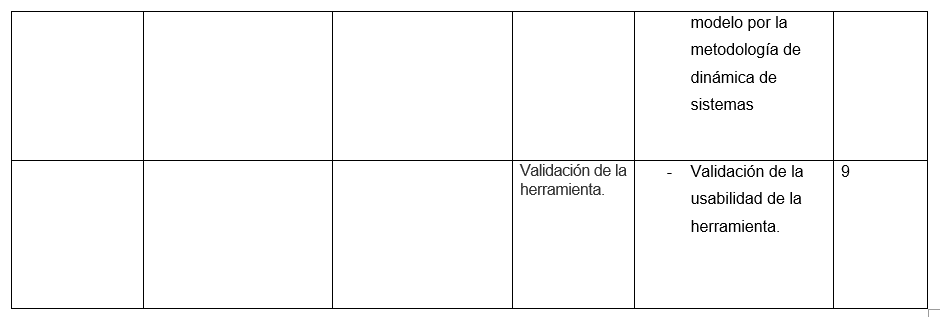 modelo por la
metodología de
dinámica de
sistemas
Validación de la
herramienta.
- Validación de la
usabilidad de la
herramienta.
9